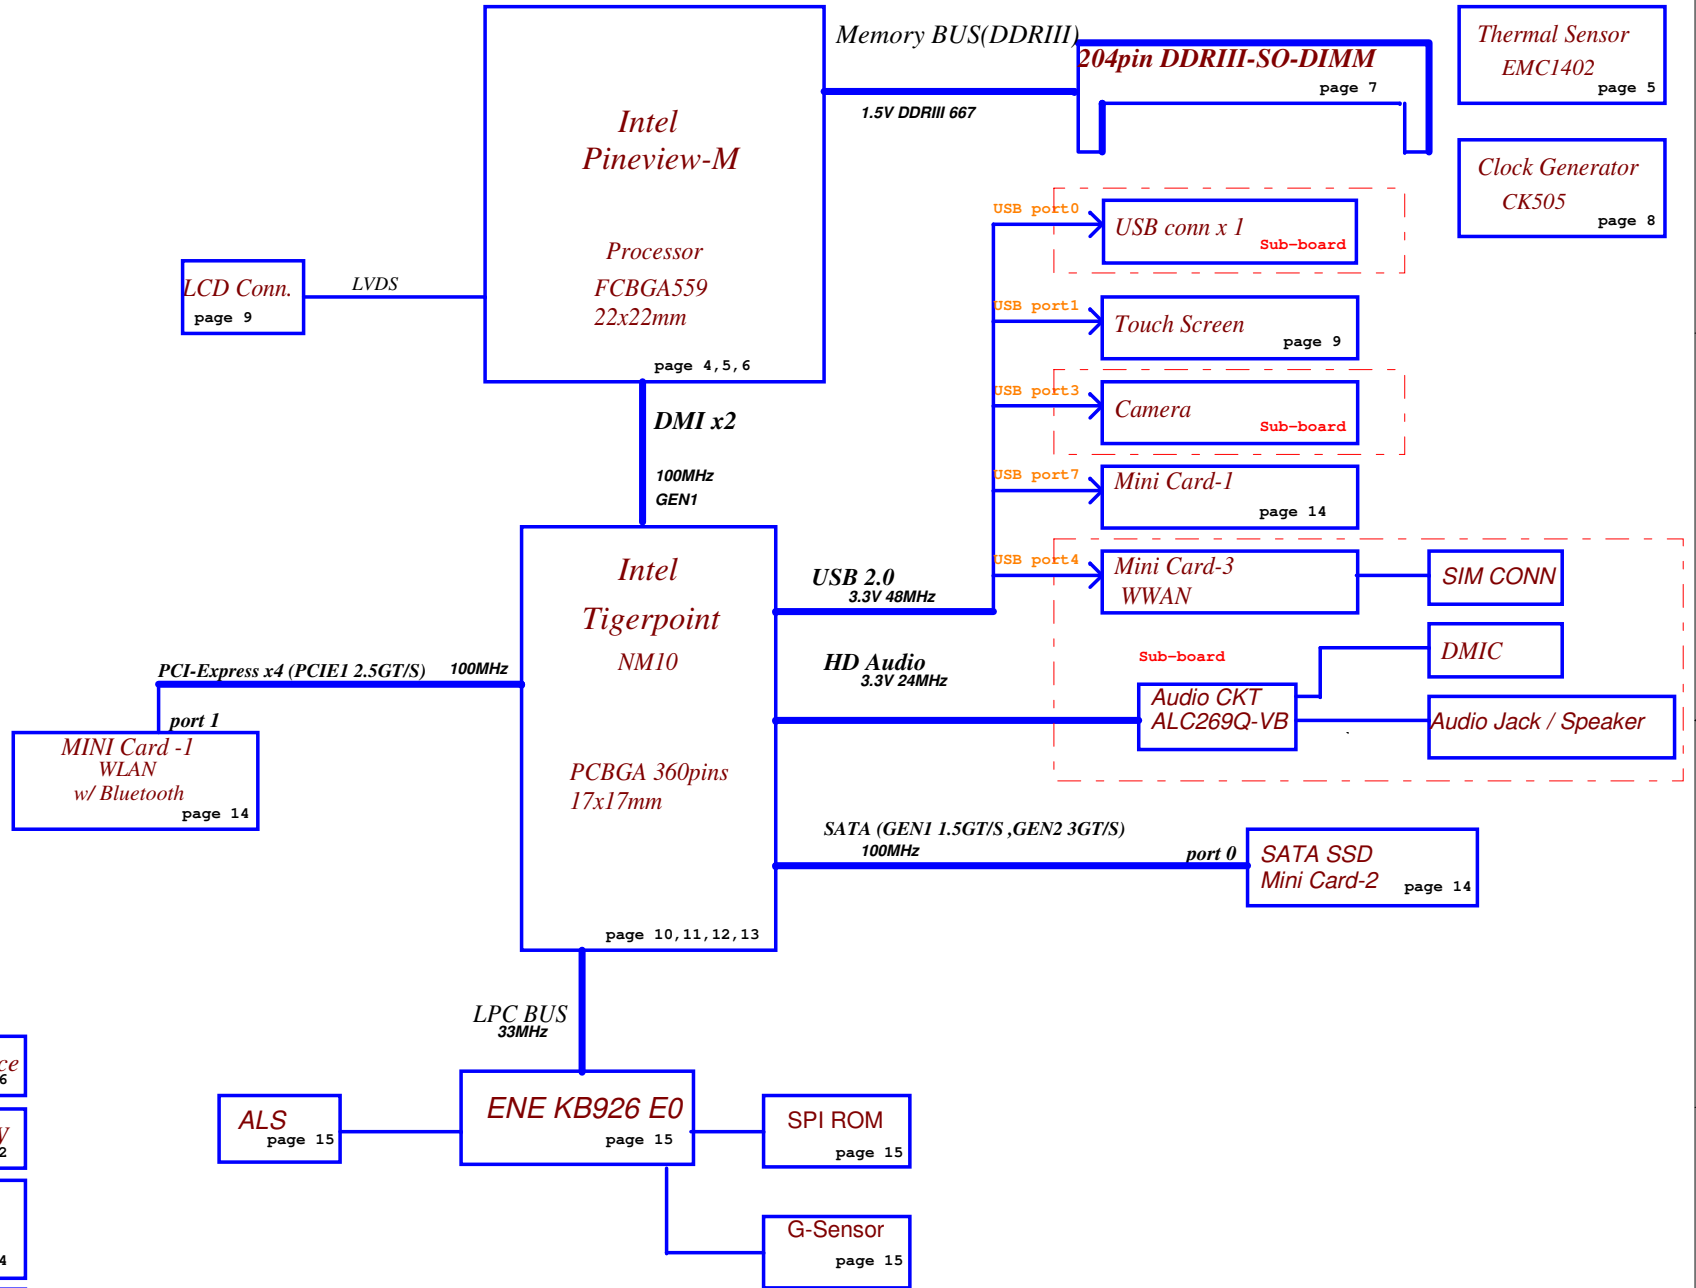 Memory BUS(DDRIII)
204pin DDRIII-SO-DIMM
page 7
1.5V DDRIII 667
Thermal Sensor
EMC1402
page 5
Clock Generator
CK505
page 8
Intel
Pineview-M
Processor
FCBGA559
22x22mm
page 4,5,6
LCD Conn.
page 9
LVDS
USB port0
USB conn x 1
Sub-board
USB port1
Touch Screen
page 9
USB port3
Camera
Sub-board
USB port7
Mini Card-1
page 14
USB port4
Mini Card-3
WWAN
SIM CONN
DMI x2
100MHz
GEN1
Intel
Tigerpoint
NM10
PCBGA 360pins
17x17mm
page 10,11,12,13
USB 2.0
3.3V 48MHz
HD Audio
3.3V 24MHz
Sub-board
DMIC
Audio CKT
ALC269Q-VB
Audio Jack / Speaker
PCI-Express x4 (PCIE1 2.5GT/S)
100MHz
port 1
MINI Card -1
WLAN
w/ Bluetooth
page 14
SATA (GEN1 1.5GT/S ,GEN2 3GT/S)
100MHz
port 0
SATA SSD
Mini Card-2
page 14
LPC BUS
33MHz
ce
6
2
4
ALS
page 15
ENE KB926 E0
page 15
SPI ROM
page 15
G-Sensor
page 15